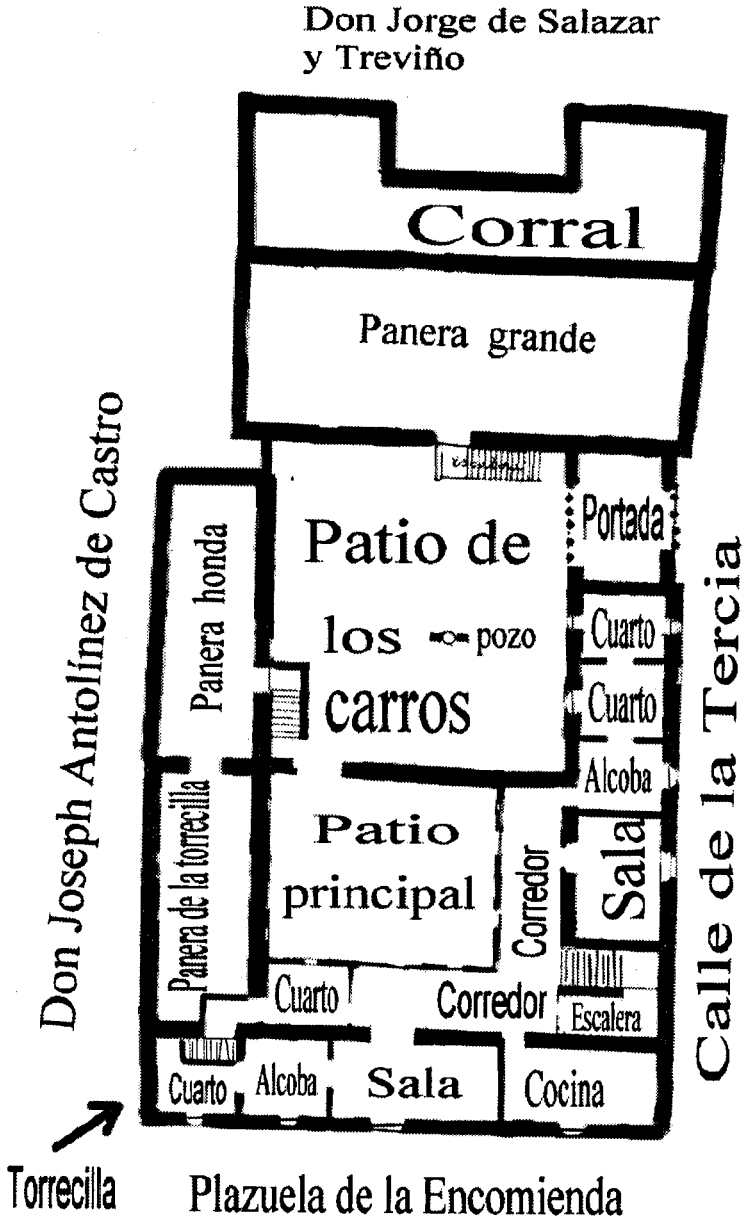 Don Jorge de Salazar
y Treviño
Corral
Panera grande
Portada
Patio de
los
pozo
carros
Panera honda
Cuarto
Cuarto
Alcoba
Sala
Don Joseph Antolínez de Castro
Calle de la Tercia
Patio
principal
Corredor
Panera de la torrecilla
Cuarto
Corredor
Escalera
Cuarto
Alcoba
Sala
Cocina
Torrecilla
Plazuela de la Encomienda